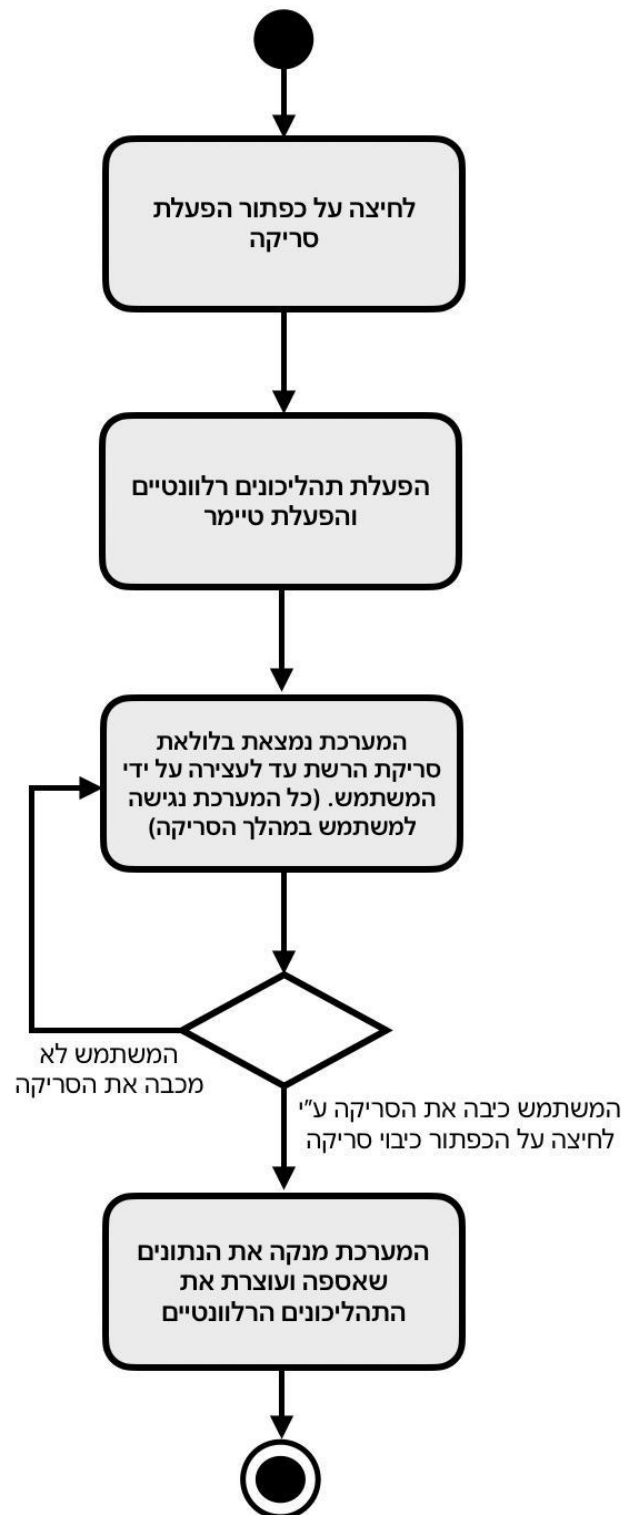 לחיצה על כפתור הפעלת
סריקה
הפעלת תהליכונים רלוונטיים
והפעלת טיימר
המערכת נמצאת בלולאת
סריקת הרשת עד לעצירה על ידי
המשתמש. (כל המערכת נגישה
למשתמש במהלך הסריקה)
המשתמש לא
מכבה את הסריקה
המשתמש כיבה את הסריקה ע"י
לחיצה על הכפתור כיבוי סריקה
המערכת מנקה את הנתונים
שאספה ועוצרת את
התהליכונים הרלוונטיים